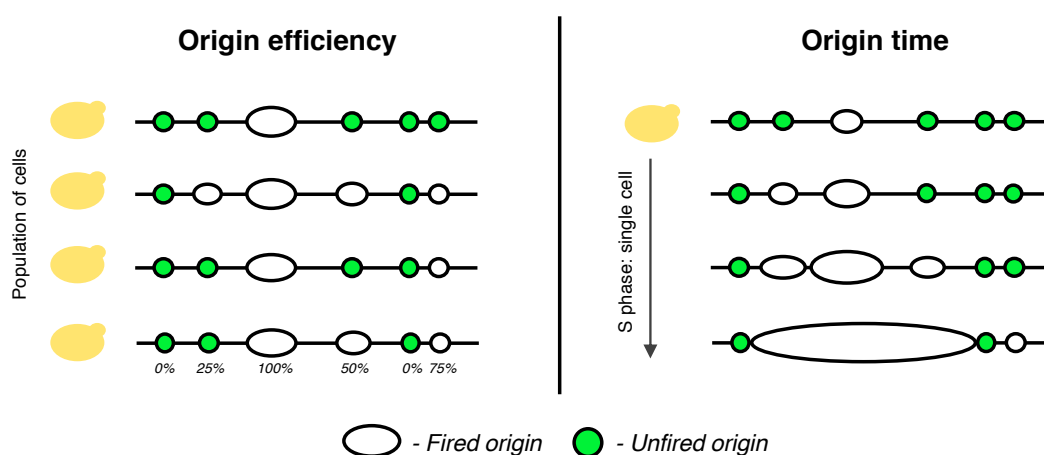 Origin efficiency
Origin time
Population of cells
S phase: single cell
0% 25% 100% 50% 0% 75%
- Fired origin
- Unfired origin